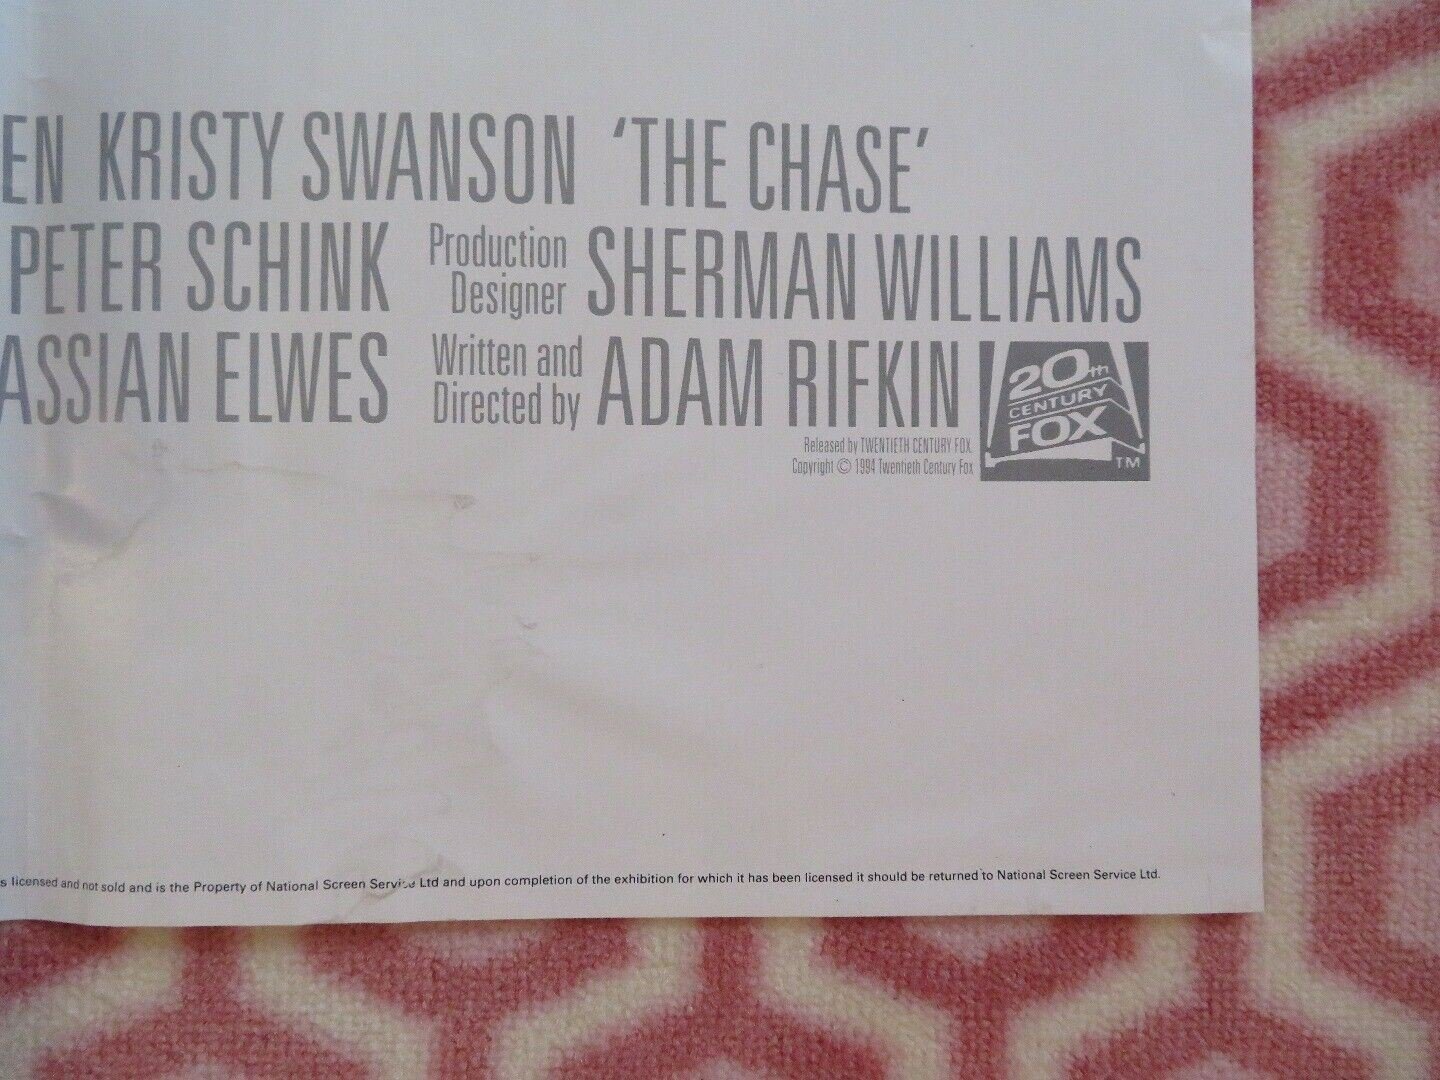 EN KRISTY SWANSON 'THE CHASE'
PETER SCHINK Production Designer SHERMAN WILLIAMS
ASSIAN ELWES Written and Directed by ADAM RIFKIN
20th CENTURY FOX TM
Released by TWENTIETH CENTURY FOX.
Copyright © 1994 Twentieth Century Fox
s licensed and not sold and is the Property of National Screen Service Ltd and upon completion of the exhibition for which it has been licensed it should be returned to National Screen Service Ltd.